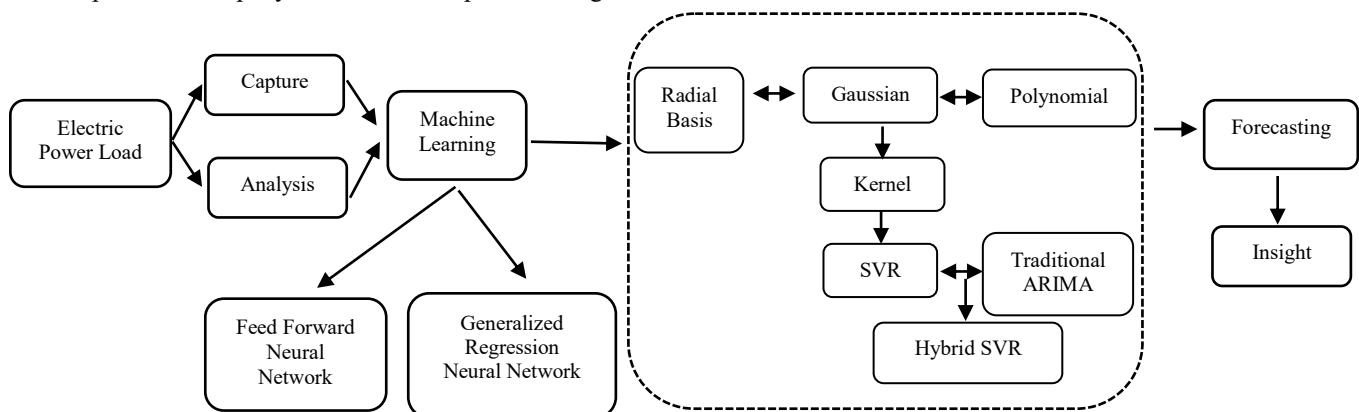 Capture
Electric
Power Load
Analysis
Machine
Learning
Feed Forward
Neural
Network
Generalized
Regression
Neural Network
Radial
Basis
Gaussian
Polynomial
Kernel
SVR
Traditional
ARIMA
Hybrid SVR
Forecasting
Insight